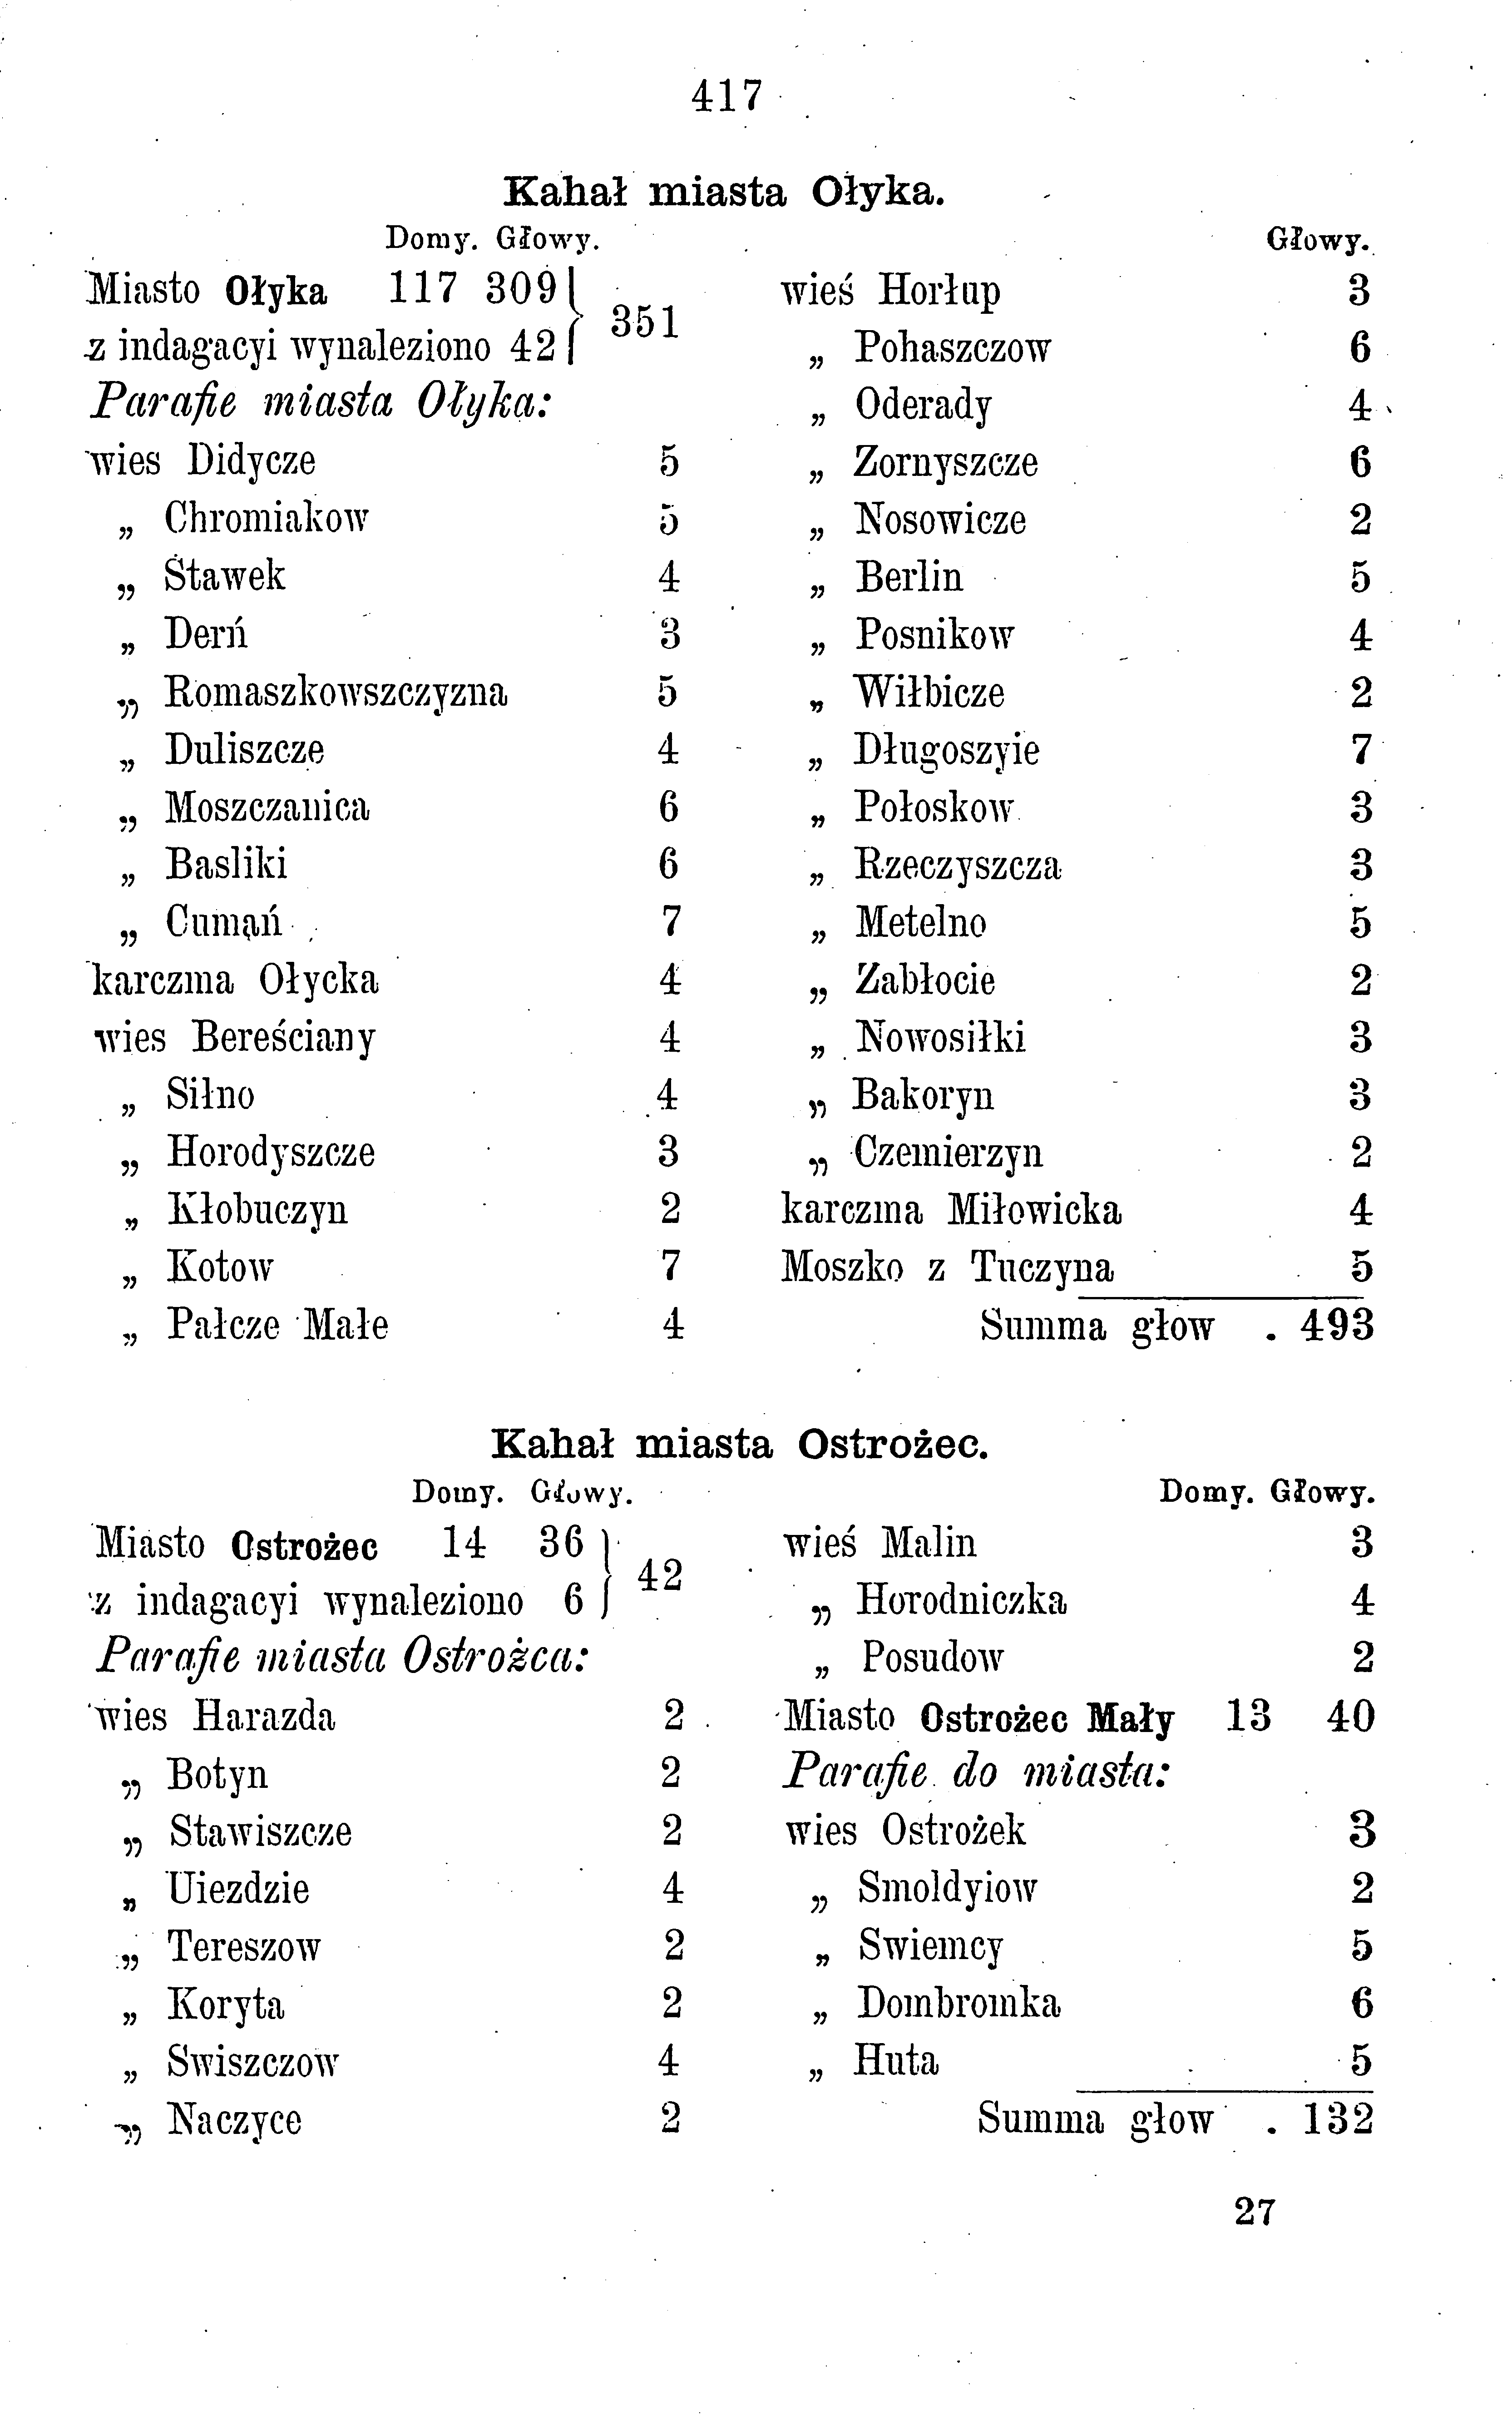 417
Kahał miasta Ołyka.
Domy. Głowy.
Miasto Ołyka 117 309 } 351
z indagacyi wynaleziono 42
Parafie miasta Ołyka:
wies Didycze 5
„ Chromiakow 5
„ Stawek 4
„ Derń 3
„ Romaszkowszczyzna 5
„ Duliszcze 4
„ Moszczanica 6
„ Basliki 6
„ Cumąń 7
karczma Ołycka 4
wies Bereściany 4
„ Silno 4
„ Horodyszcze 3
„ Kłobuczyn 2
„ Kotow 7
„ Pałcze Małe 4
Głowy.
wieś Horłup 3
„ Pohaszczow 6
„ Oderady 4
„ Zornyszcze 6
„ Nosowicze 2
„ Berlin 5
„ Posnikow 4
„ Wiłbicze 2
„ Długoszyie 7
„ Połoskow 3
„ Rzeczyszcza 3
„ Metelno 5
„ Zabłocie 2
„ Nowosiłki 3
„ Bakoryn 3
„ Czemierzyn 2
karczma Miłowicka 4
Moszko z Tuczyna 5
Summa głow . 493
Kahał miasta Ostrożec.
Domy. Głowy.
Miasto Ostrożec 14 36 } 42
z indagacyi wynaleziono 6
Parafie miasta Ostrożca:
wies Harazda 2
„ Botyn 2
„ Stawiszcze 2
„ Uiezdzie 4
„ Tereszow 2
„ Koryta 2
„ Swiszczow 4
„ Naczyce 2
Domy. Głowy.
wieś Malin 3
„ Horodniczka 4
„ Posudow 2
Miasto Ostrożec Mały 13 40
Parafie do miasta:
wies Ostrożek 3
„ Smoldyiow 2
„ Swiemcy 5
„ Dombromka 6
„ Huta 5
Summa głow . 132
27